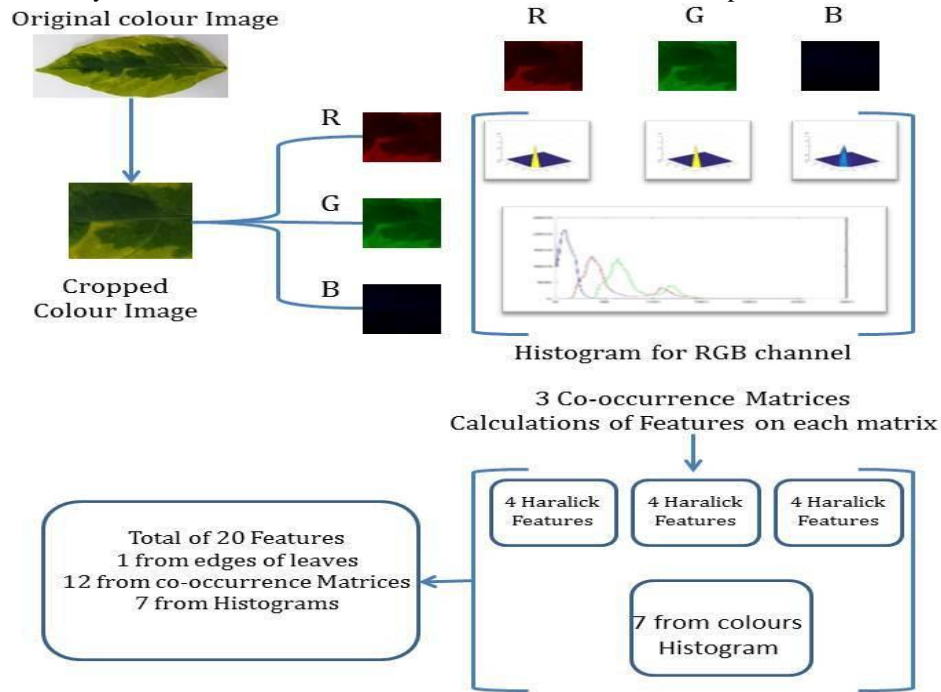 Original colour Image
R G B
R
G
B
Cropped
Colour Image
Histogram for RGB channel
3 Co-occurrence Matrices
Calculations of Features on each matrix
4 Haralick
Features
4 Haralick
Features
4 Haralick
Features
7 from colours
Histogram
Total of 20 Features
1 from edges of leaves
12 from co-occurrence Matrices
7 from Histograms